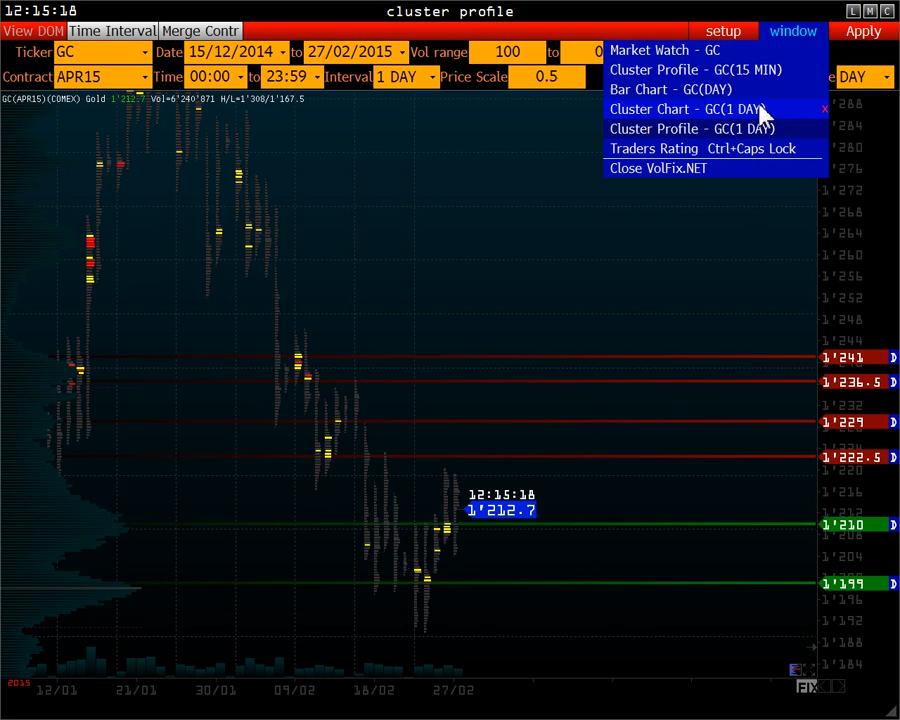 12:15:18 cluster profile L M C
View DOM Time Interval Merge Contr setup window Apply
Ticker GC Date 15/12/2014 to 27/02/2015 Vol range 100 to 0
Contract APR15 Time 00:00 to 23:59 Interval 1 DAY Price Scale 0.5 e DAY
Market Watch - GC
Cluster Profile - GC(15 MIN)
Bar Chart - GC(DAY)
Cluster Chart - GC(1 DAY) x
Cluster Profile - GC(1 DAY)
Traders Rating Ctrl+Caps Lock
Close VolFix.NET
GC(APR15)(COMEX) Gold 1'212.7 Vol=6'240'871 H/L=1'308/1'167.5
1'288
1'284
1'280
1'276
1'272
1'268
1'264
1'260
1'256
1'252
1'248
1'244
1'241 D
1'236.5 D
1'232
1'229 D
1'222.5 D
1'220
1'216
12:15:18
1'212.7
1'212
1'210 D
1'204
1'199 D
1'196
1'192
1'188
1'184
2015 12/01 21/01 30/01 09/02 18/02 27/02
FIX